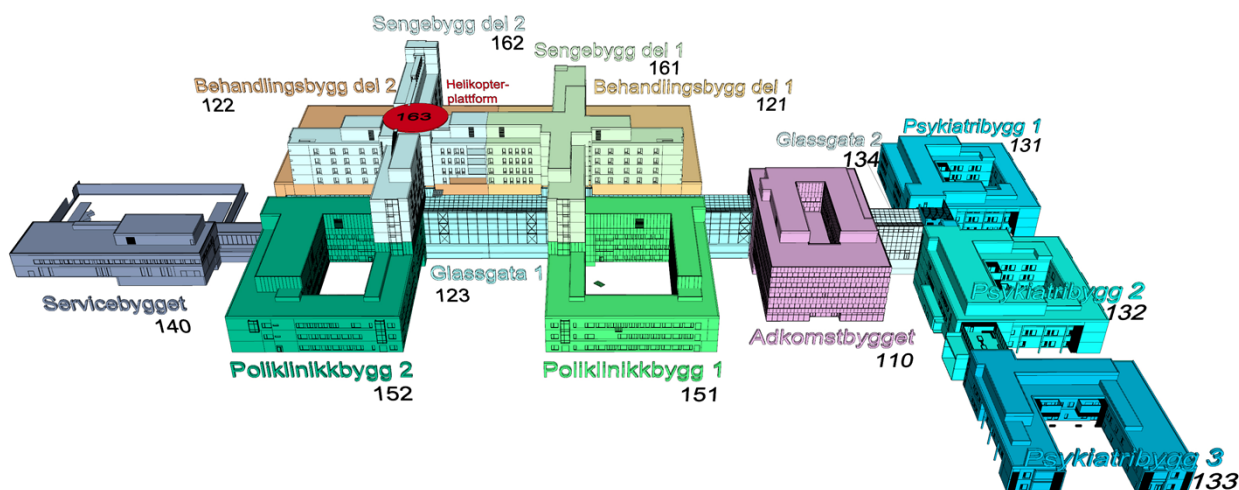 Sengebygg del 2
162
Sengebygg del 1
161
Behandlingsbygg del 2
122
Helikopter-
plattform
163
Behandlingsbygg del 1
121
Glassgata 2
134
Psykiatribygg 1
131
Servicebygget
140
Glassgata 1
123
Psykiatribygg 2
132
Adkomstbygget
110
Poliklinikkbygg 2
152
Poliklinikkbygg 1
151
Psykiatribygg 3
133